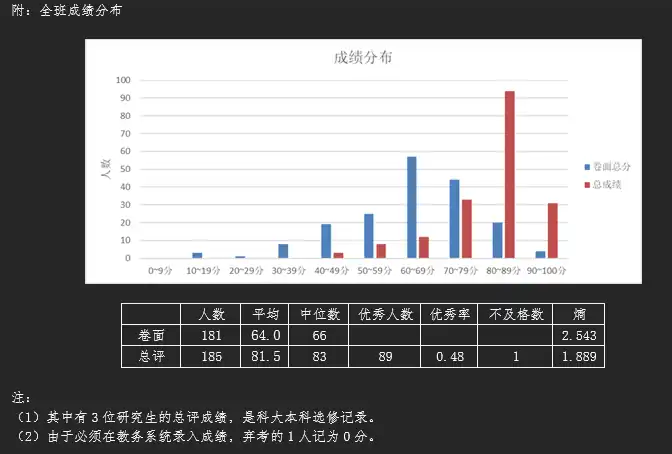 附：全班成绩分布
成绩分布
100
90
80
70
60
50
40
30
20
10
0
人数
0~9分 10~19分 20~29分 30~39分 40~49分 50~59分 60~69分 70~79分 80~89分 90~100分
卷面总分
总成绩
人数 平均 中位数 优秀人数 优秀率 不及格数 熵
卷面 181 64.0 66 2.543
总评 185 81.5 83 89 0.48 1 1.889
注：
（1）其中有3位研究生的总评成绩，是科大本科选修记录。
（2）由于必须在教务系统录入成绩，弃考的1人记为0分。